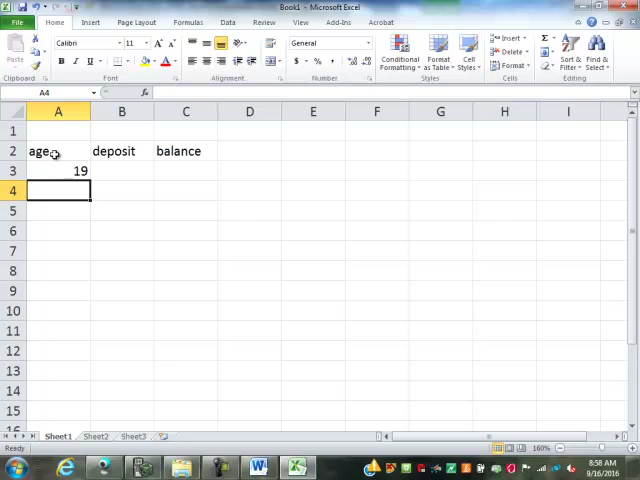 Book1 - Microsoft Excel
File Home Insert Page Layout Formulas Data Review View Add-Ins Acrobat
Calibri 11 General Insert
Paste Conditional Formatting Format as Table Cell Styles Delete Sort & Filter Find & Select
B I U $ % , Format
Clipboard Font Alignment Number Styles Cells Editing
A4 fx
A B C D E F G H I
1
2 age deposit balance
3 19
4
5
6
7
8
9
10
11
12
13
14
15
16
Sheet1 Sheet2 Sheet3
Ready 160%
8:58 AM
9/16/2016